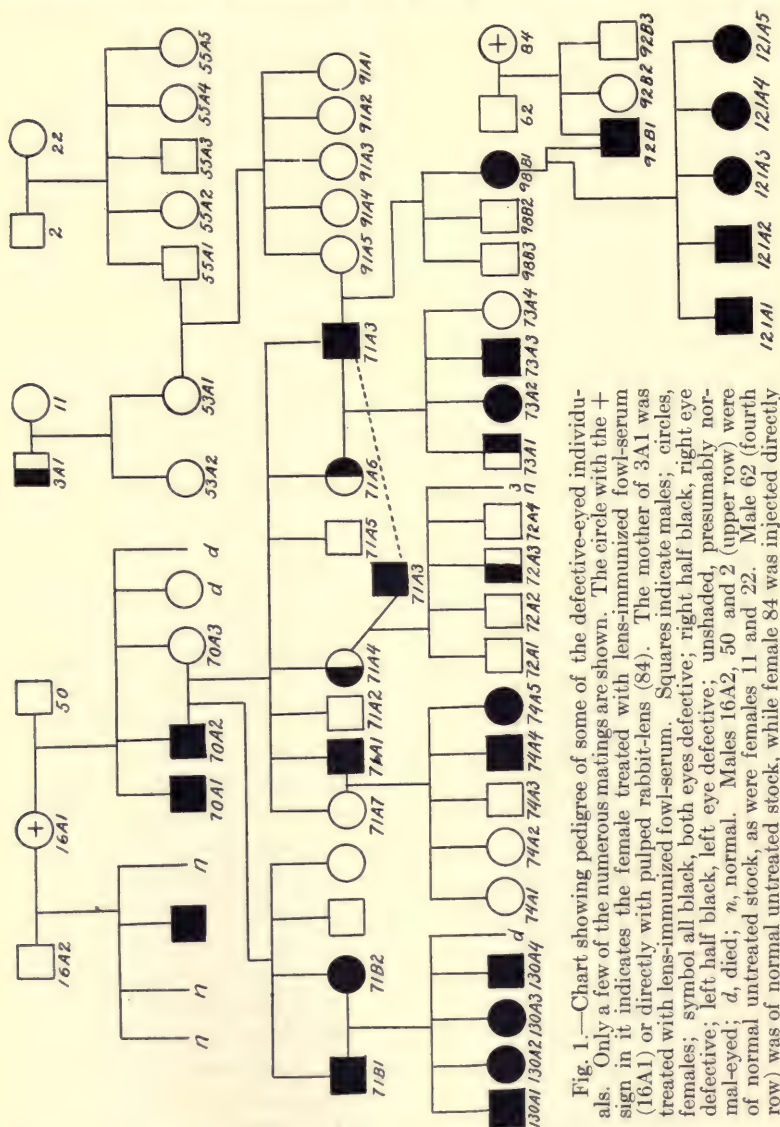 16A2 16A1 50 3A1 11 2 22
n n n 70A1 70A2 70A3 d d 53A2 53A1 55A1 55A2 55A3 55A4 55A5
71B1 71B2 71A7 71A1 71A2 71A4 71A3 71A5 71A6 71A3 91A5 91A4 91A3 91A2 91A1
130A1 130A2 130A3 130A4 d 74A1 74A2 74A3 74A4 74A5 72A1 72A2 72A3 72A4 3 n 73A1 73A2 73A3 73A4 98B3 98B2 98B1 62 84
92B1 92B2 92B3
121A1 121A2 121A3 121A4 121A5
Fig. 1.—Chart showing pedigree of some of the defective-eyed individu-
als. Only a few of the numerous matings are shown. The circle with the +
sign in it indicates the female treated with lens-immunized fowl-serum
(16A1) or directly with pulped rabbit-lens (84). The mother of 3A1 was
treated with lens-immunized fowl-serum. Squares indicate males; circles,
females; symbol all black, both eyes defective; right half black, right eye
defective; left half black, left eye defective; unshaded, presumably nor-
mal-eyed; d, died; n, normal. Males 16A2, 50 and 2 (upper row) were
of normal untreated stock, as were females 11 and 22. Male 62 (fourth
row) was of normal untreated stock, while female 84 was injected directly